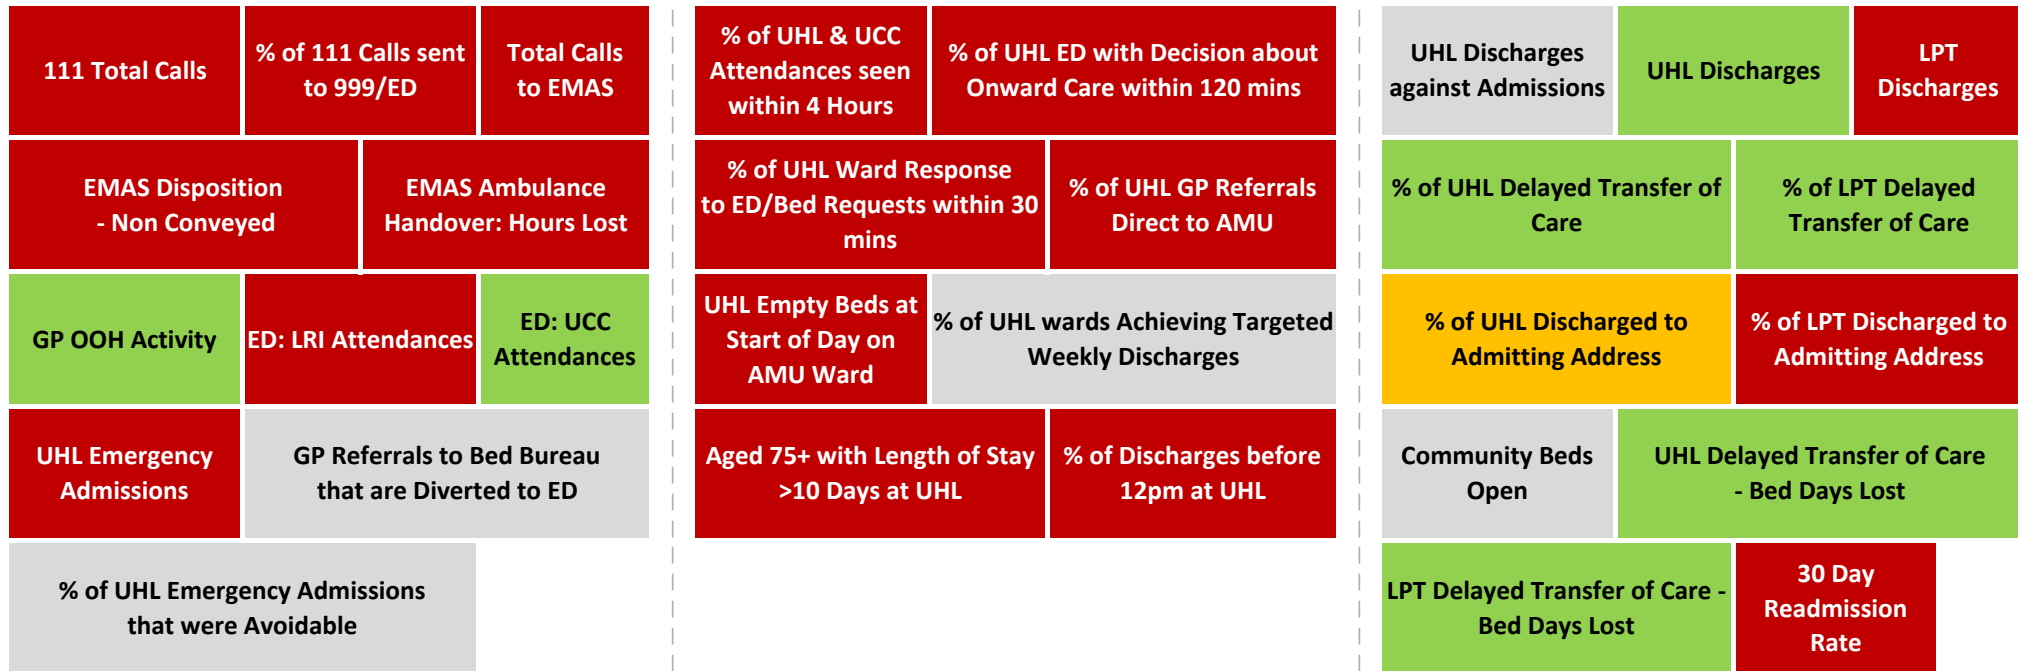 111 Total Calls
% of 111 Calls sent
to 999/ED
Total Calls
to EMAS
EMAS Disposition
- Non Conveyed
EMAS Ambulance
Handover: Hours Lost
GP OOH Activity
ED: LRI Attendances
ED: UCC
Attendances
UHL Emergency
Admissions
GP Referrals to Bed Bureau
that are Diverted to ED
% of UHL Emergency Admissions
that were Avoidable
% of UHL & UCC
Attendances seen
within 4 Hours
% of UHL ED with Decision about
Onward Care within 120 mins
% of UHL Ward Response
to ED/Bed Requests within 30
mins
% of UHL GP Referrals
Direct to AMU
UHL Empty Beds at
Start of Day on
AMU Ward
% of UHL wards Achieving Targeted
Weekly Discharges
Aged 75+ with Length of Stay
>10 Days at UHL
% of Discharges before
12pm at UHL
UHL Discharges
against Admissions
UHL Discharges
LPT
Discharges
% of UHL Delayed Transfer of
Care
% of LPT Delayed
Transfer of Care
% of UHL Discharged to
Admitting Address
% of LPT Discharged to
Admitting Address
Community Beds
Open
UHL Delayed Transfer of Care
- Bed Days Lost
LPT Delayed Transfer of Care -
Bed Days Lost
30 Day
Readmission
Rate